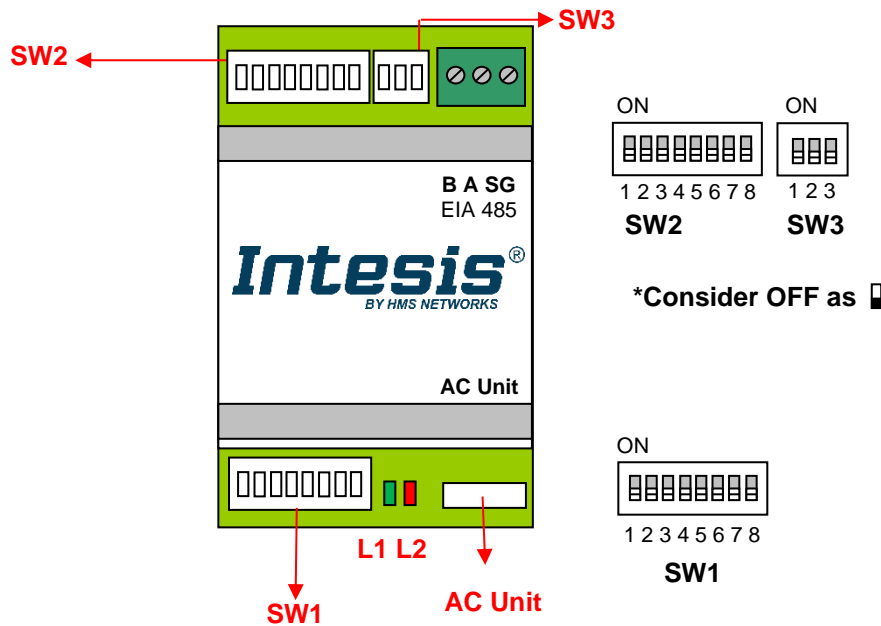 SW3
SW2
ON ON
B A SG
EIA 485
1 2 3 4 5 6 7 8 1 2 3
SW2 SW3
Intesis®
BY HMS NETWORKS
*Consider OFF as
AC Unit
ON
1 2 3 4 5 6 7 8
L1 L2
SW1
AC Unit
SW1